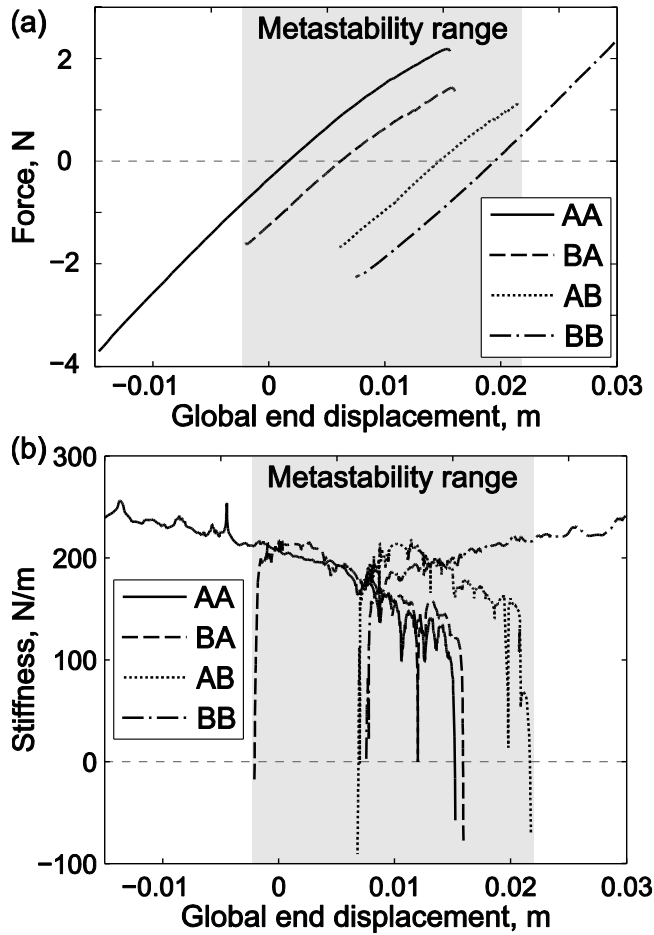 (a)
Metastability range
Force, N
2
0
−2
−4
AA
BA
AB
BB
−0.01 0 0.01 0.02 0.03
Global end displacement, m
(b)
Metastability range
Stiffness, N/m
300
200
100
0
−100
AA
BA
AB
BB
−0.01 0 0.01 0.02 0.03
Global end displacement, m